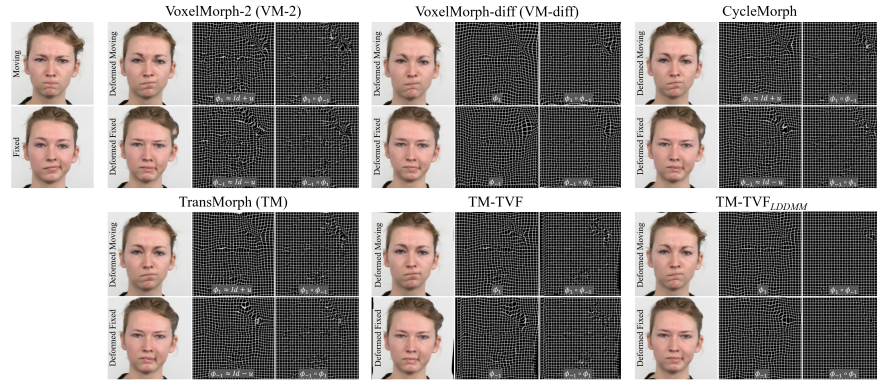 VoxelMorph-2 (VM-2)
VoxelMorph-diff (VM-diff)
CycleMorph
Moving
Deformed Moving
ϕ₁ ≈ Id + u
ϕ₁ ∘ ϕ₋₁
Deformed Moving
ϕ₁
ϕ₁ ∘ ϕ₋₁
Deformed Moving
ϕ₁ ≈ Id + u
ϕ₁ ∘ ϕ₋₁
Fixed
Deformed Fixed
ϕ₋₁ ≈ Id − u
ϕ₋₁ ∘ ϕ₁
Deformed Fixed
ϕ₋₁
ϕ₋₁ ∘ ϕ₁
Deformed Fixed
ϕ₋₁ ≈ Id − u
ϕ₋₁ ∘ ϕ₁
TransMorph (TM)
TM-TVF
TM-TVF_LDDMM
Deformed Moving
ϕ₁ ≈ Id + u
ϕ₁ ∘ ϕ₋₁
Deformed Moving
ϕ₁
ϕ₁ ∘ ϕ₋₁
Deformed Moving
ϕ₁
ϕ₁ ∘ ϕ₋₁
Deformed Fixed
ϕ₋₁ ≈ Id − u
ϕ₋₁ ∘ ϕ₁
Deformed Fixed
ϕ₋₁
ϕ₋₁ ∘ ϕ₁
Deformed Fixed
ϕ₋₁
ϕ₋₁ ∘ ϕ₁